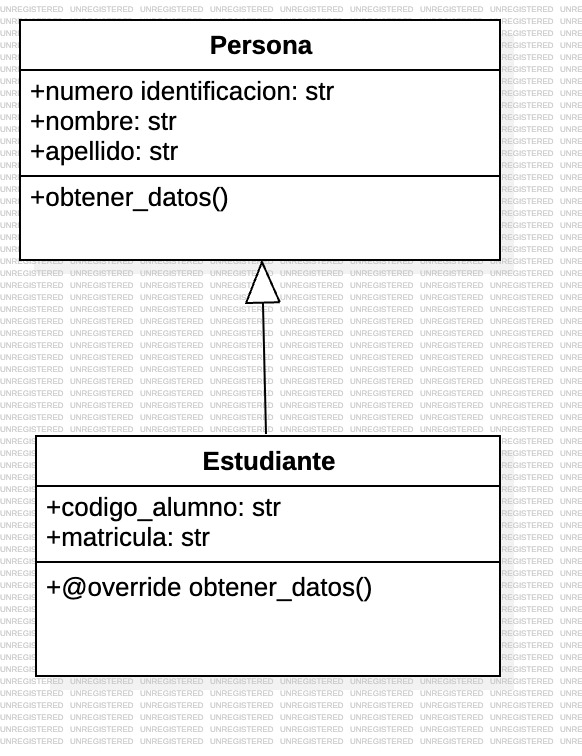 Persona
+numero identificacion: str
+nombre: str
+apellido: str
+obtener_datos()
Estudiante
+codigo_alumno: str
+matricula: str
+@override obtener_datos()
UNREGISTERED